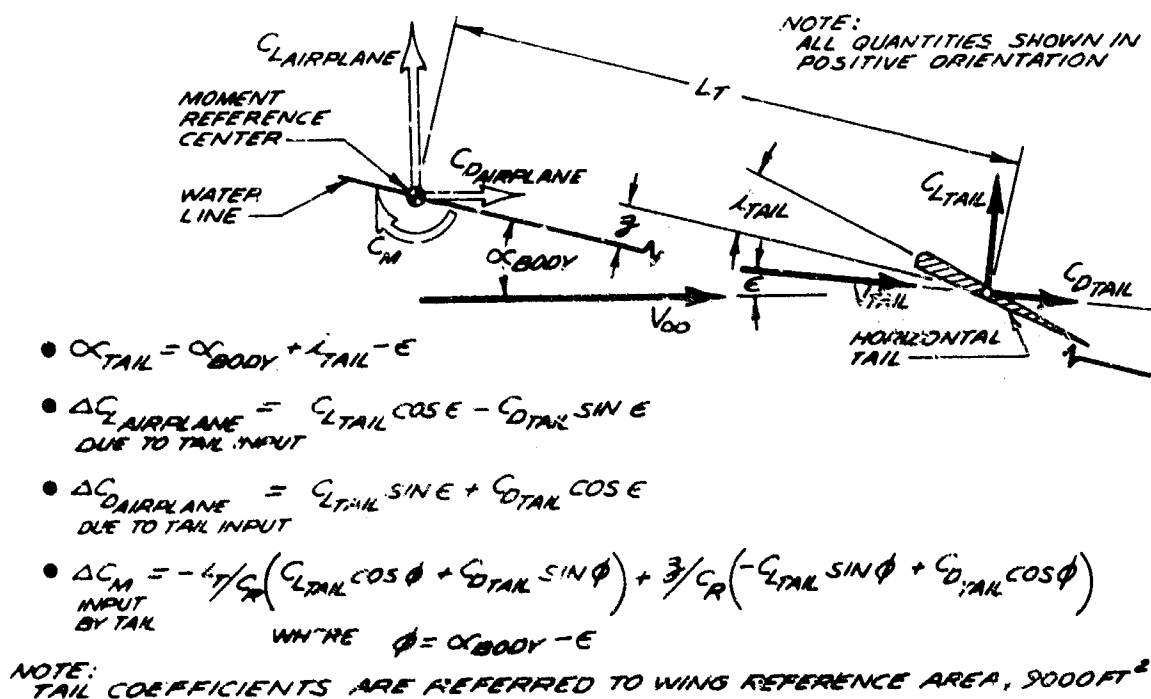 NOTE:
ALL QUANTITIES SHOWN IN
POSITIVE ORIENTATION
C_L AIRPLANE
L_T
MOMENT
REFERENCE
CENTER
C_D AIRPLANE
C_L TAIL
WATER
LINE
i_TAIL
z
C_M
α_BODY
ε
V_TAIL
C_D TAIL
V_∞
HORIZONTAL
TAIL
• α_TAIL = α_BODY + i_TAIL - ε
• ΔC_L AIRPLANE = C_L TAIL COS ε - C_D TAIL SIN ε
DUE TO TAIL INPUT
• ΔC_D AIRPLANE = C_L TAIL SIN ε + C_D TAIL COS ε
DUE TO TAIL INPUT
• ΔC_M = - L_T/C_R (C_L TAIL COS φ + C_D TAIL SIN φ) + z/C_R (-C_L TAIL SIN φ + C_D TAIL COS φ)
INPUT
BY TAIL
WHERE φ = α_BODY - ε
NOTE:
TAIL COEFFICIENTS ARE REFERRED TO WING REFERENCE AREA, 9000 FT²